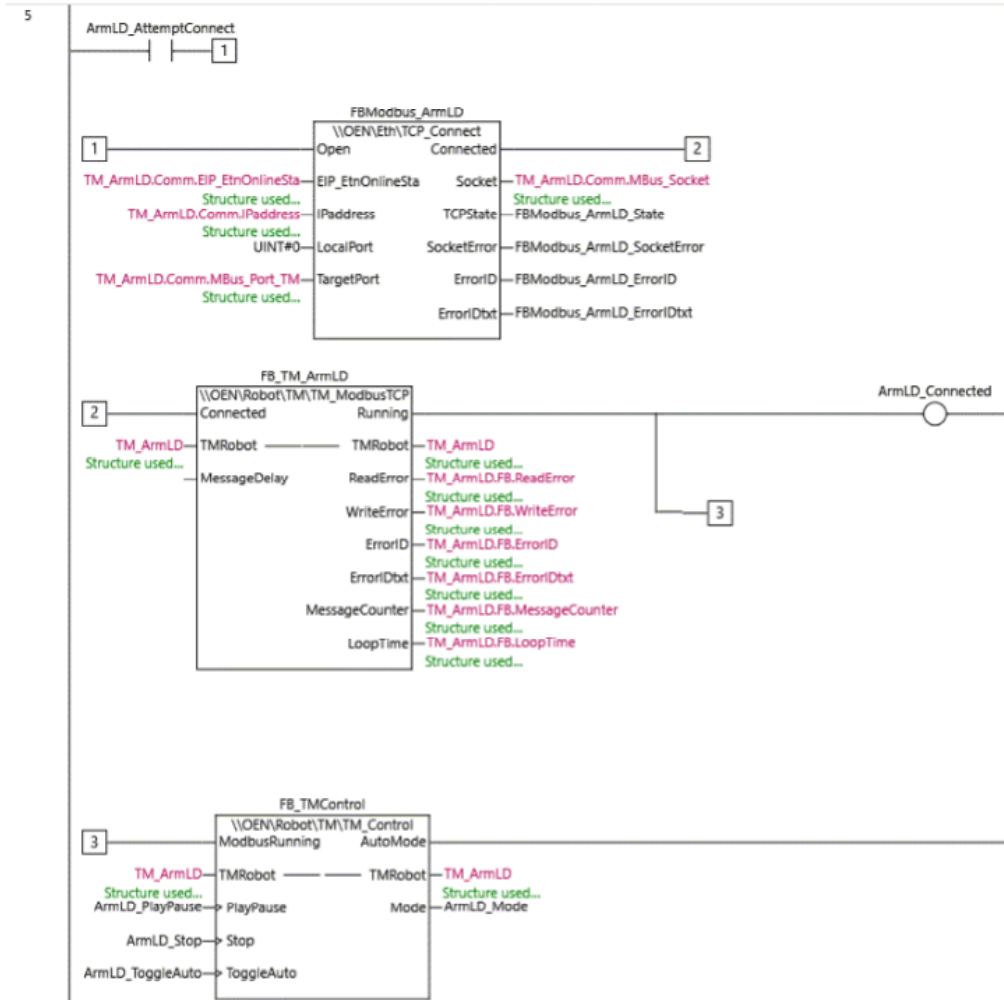 5
ArmLD_AttemptConnect
1
FBModbus_ArmLD
\\OEN\Eth\TCP_Connect
1 Open Connected 2
TM_ArmLD.Comm.EIP_EtnOnlineSta EIP_EtnOnlineSta Socket TM_ArmLD.Comm.MBus_Socket
Structure used... Structure used...
TM_ArmLD.Comm.IPaddress IPaddress TCPState FBModbus_ArmLD_State
Structure used...
UINT#0 LocalPort SocketError FBModbus_ArmLD_SocketError
TM_ArmLD.Comm.MBus_Port_TM TargetPort ErrorID FBModbus_ArmLD_ErrorID
Structure used...
ErrorIDtxt FBModbus_ArmLD_ErrorIDtxt
FB_TM_ArmLD
\\OEN\Robot\TM\TM_ModbusTCP
ArmLD_Connected
2 Connected Running
TM_ArmLD TMRobot TMRobot TM_ArmLD
Structure used... Structure used...
MessageDelay ReadError TM_ArmLD.FB.ReadError
Structure used...
WriteError TM_ArmLD.FB.WriteError 3
Structure used...
ErrorID TM_ArmLD.FB.ErrorID
Structure used...
ErrorIDtxt TM_ArmLD.FB.ErrorIDtxt
Structure used...
MessageCounter TM_ArmLD.FB.MessageCounter
Structure used...
LoopTime TM_ArmLD.FB.LoopTime
Structure used...
FB_TMControl
\\OEN\Robot\TM\TM_Control
3 ModbusRunning AutoMode
TM_ArmLD TMRobot TMRobot TM_ArmLD
Structure used... Structure used...
ArmLD_PlayPause PlayPause Mode ArmLD_Mode
ArmLD_Stop Stop
ArmLD_ToggleAuto ToggleAuto